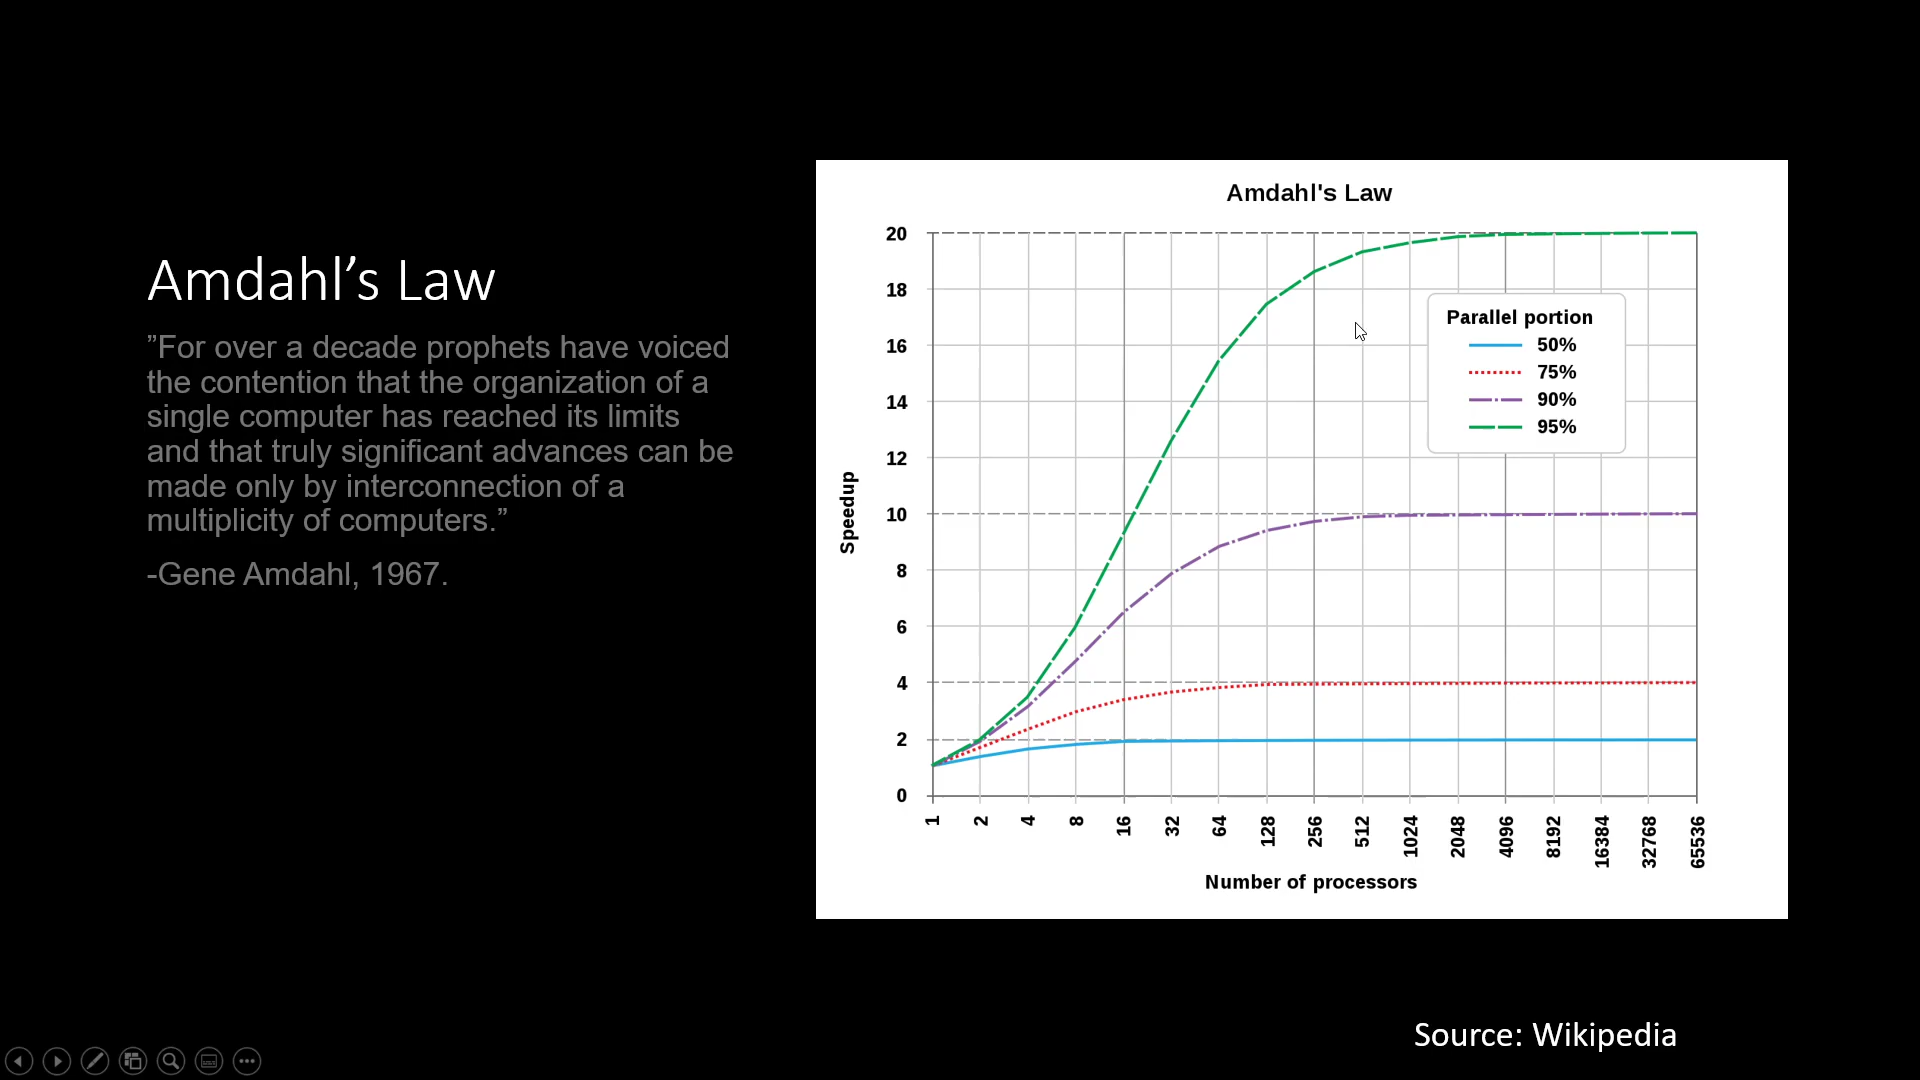 Amdahl’s Law
”For over a decade prophets have voiced
the contention that the organization of a
single computer has reached its limits
and that truly significant advances can be
made only by interconnection of a
multiplicity of computers.”
-Gene Amdahl, 1967.
Amdahl's Law
20
18
16
14
12
10
8
6
4
2
0
Speedup
Parallel portion
50%
75%
90%
95%
1
2
4
8
16
32
64
128
256
512
1024
2048
4096
8192
16384
32768
65536
Number of processors
Source: Wikipedia